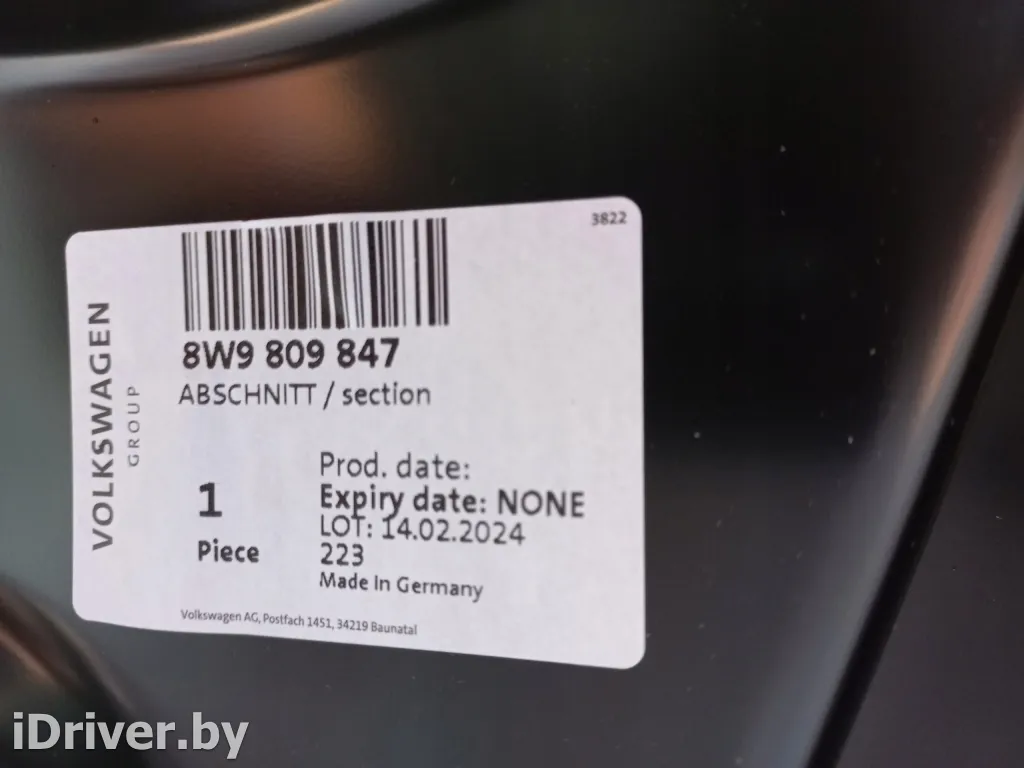 3822
VOLKSWAGEN
GROUP
8W9 809 847
ABSCHNITT / section
1
Piece
Prod. date:
Expiry date: NONE
LOT: 14.02.2024
223
Made In Germany
Volkswagen AG, Postfach 1451, 34219 Baunatal
iDriver.by